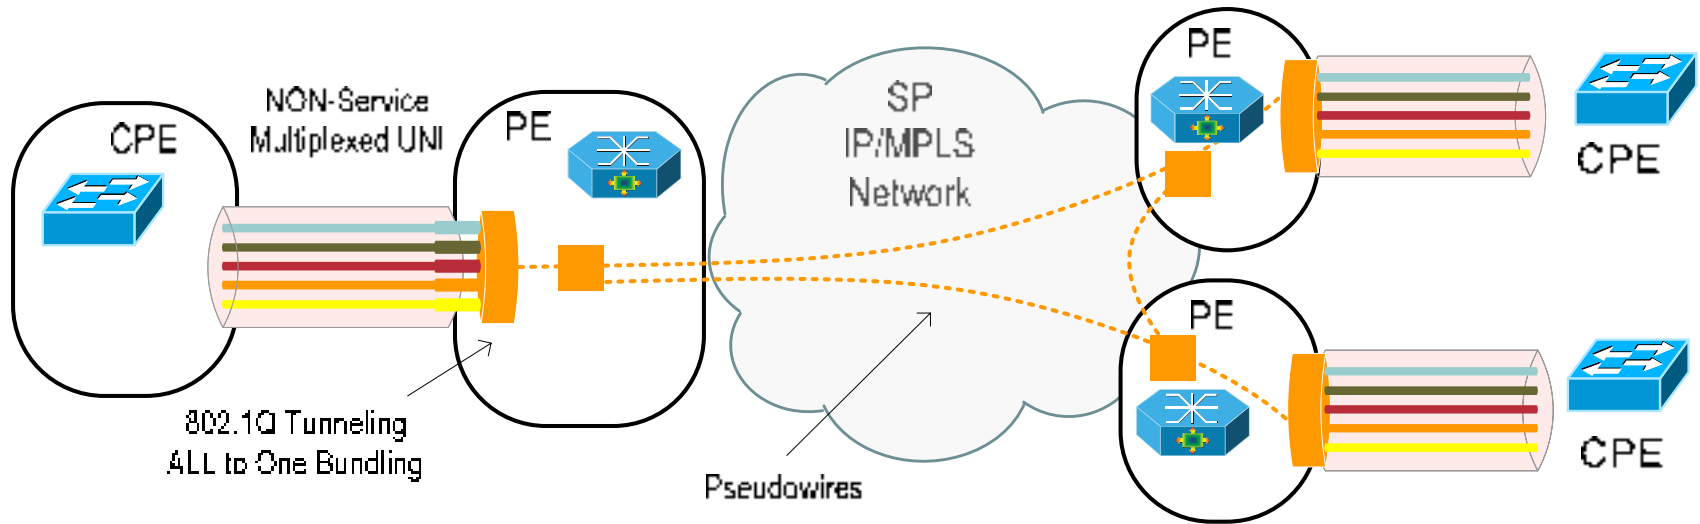 CPE
NON-Service
Multiplexed UNI
PE
SP
IP/MPLS
Network
PE
CPE
PE
CPE
802.1Q Tunneling
ALL to One Bundling
Pseudowires